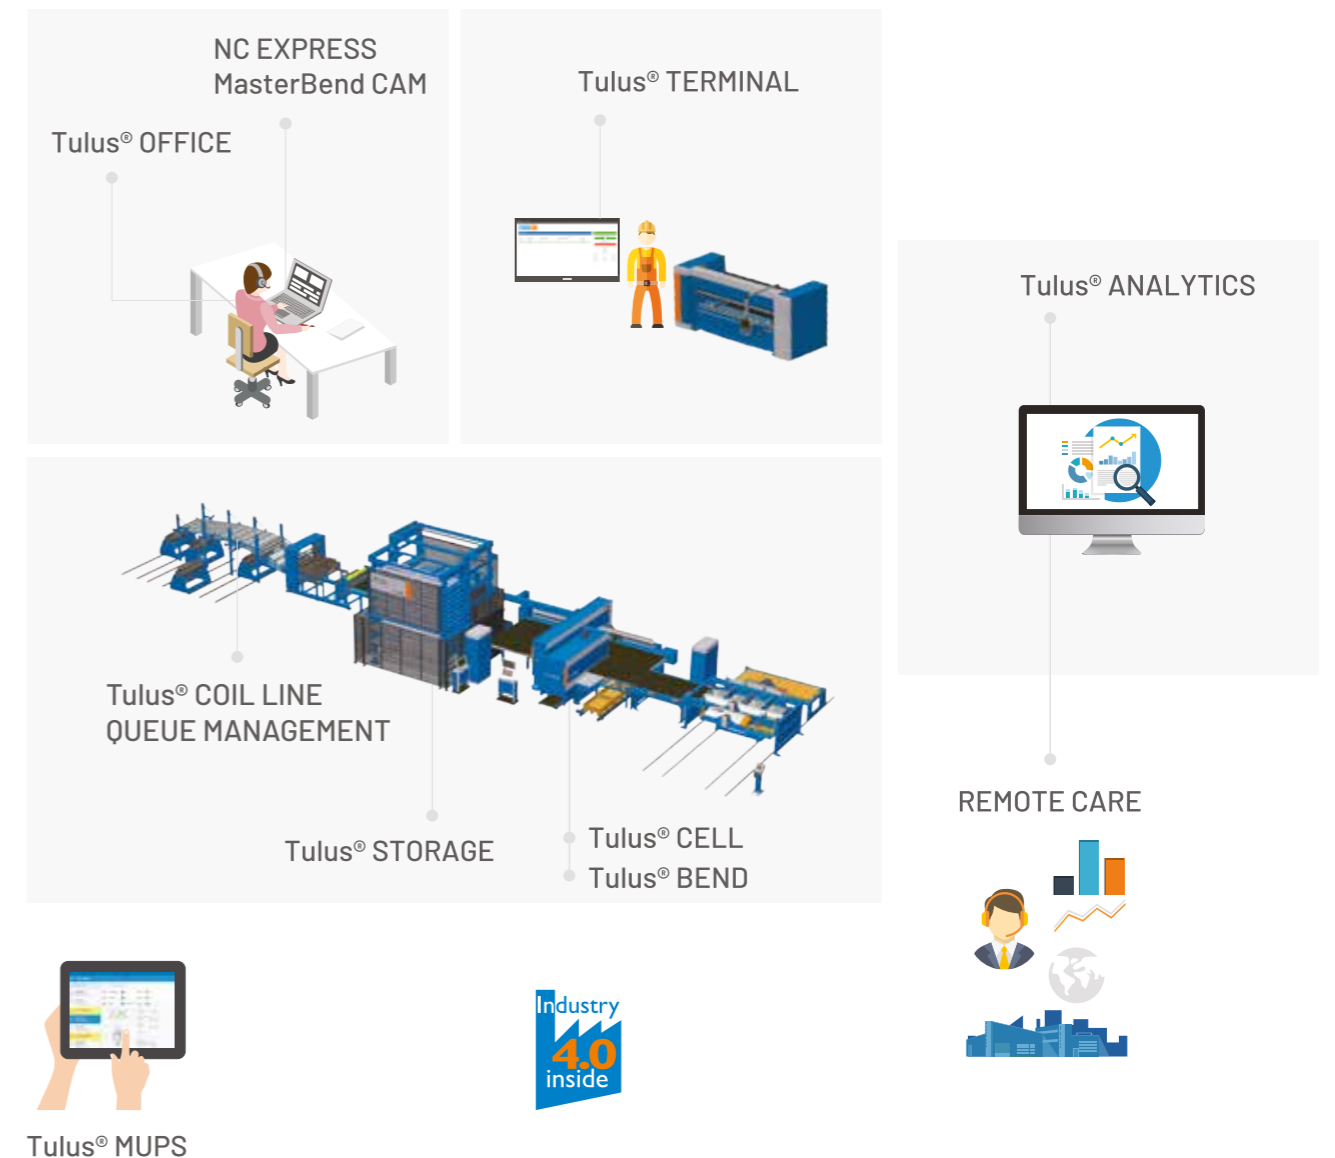 NC EXPRESS
MasterBend CAM
Tulus® OFFICE
Tulus® TERMINAL
Tulus® ANALYTICS
Tulus® COIL LINE
QUEUE MANAGEMENT
Tulus® STORAGE
Tulus® CELL
Tulus® BEND
REMOTE CARE
Industry
4.0
inside
Tulus® MUPS